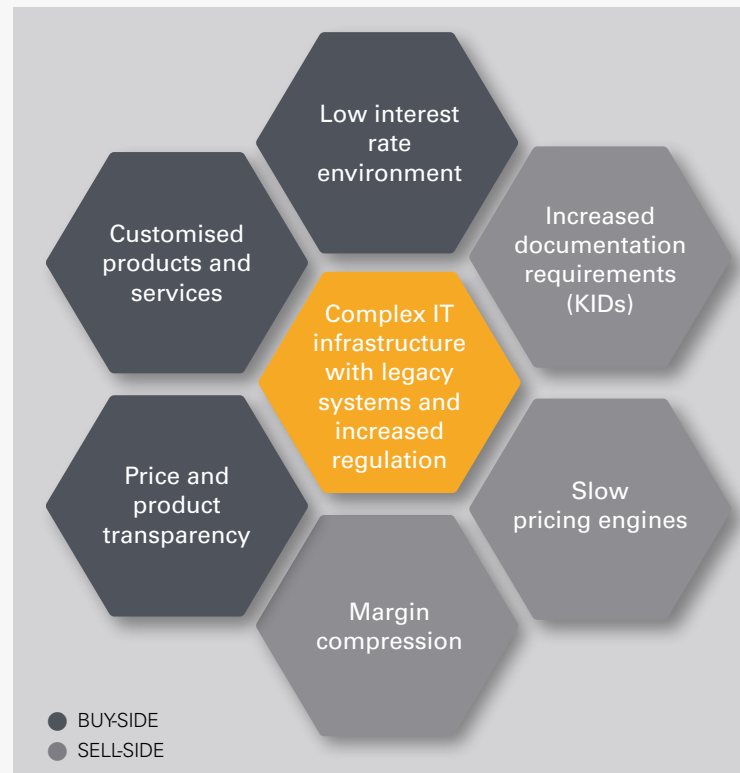 Low interest
rate
environment
Customised
products and
services
Increased
documentation
requirements
(KIDs)
Complex IT
infrastructure
with legacy
systems and
increased
regulation
Price and
product
transparency
Slow
pricing engines
Margin
compression
BUY-SIDE
SELL-SIDE